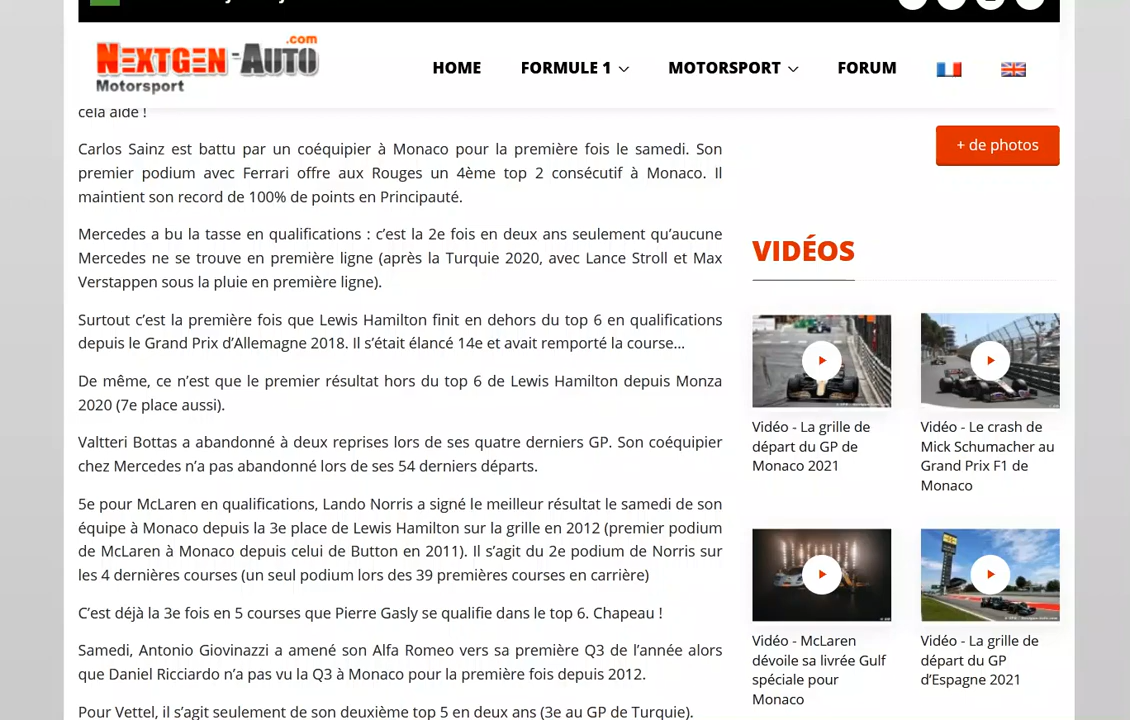 .com
NEXTGEN-AUTO
Motorsport
HOME
FORMULE 1
MOTORSPORT
FORUM
cela aidé !
Carlos Sainz est battu par un coéquipier à Monaco pour la première fois le samedi. Son
premier podium avec Ferrari offre aux Rouges un 4ème top 2 consécutif à Monaco. Il
maintient son record de 100% de points en Principauté.
Mercedes a bu la tasse en qualifications : c’est la 2e fois en deux ans seulement qu’aucune
Mercedes ne se trouve en première ligne (après la Turquie 2020, avec Lance Stroll et Max
Verstappen sous la pluie en première ligne).
Surtout c’est la première fois que Lewis Hamilton finit en dehors du top 6 en qualifications
depuis le Grand Prix d’Allemagne 2018. Il s’était élancé 14e et avait remporté la course…
De même, ce n’est que le premier résultat hors du top 6 de Lewis Hamilton depuis Monza
2020 (7e place aussi).
Valtteri Bottas a abandonné à deux reprises lors de ses quatre derniers GP. Son coéquipier
chez Mercedes n’a pas abandonné lors de ses 54 derniers départs.
5e pour McLaren en qualifications, Lando Norris a signé le meilleur résultat le samedi de son
équipe à Monaco depuis la 3e place de Lewis Hamilton sur la grille en 2012 (premier podium
de McLaren à Monaco depuis celui de Button en 2011). Il s’agit du 2e podium de Norris sur
les 4 dernières courses (un seul podium lors des 39 premières courses en carrière)
C’est déjà la 3e fois en 5 courses que Pierre Gasly se qualifie dans le top 6. Chapeau !
Samedi, Antonio Giovinazzi a amené son Alfa Romeo vers sa première Q3 de l’année alors
que Daniel Ricciardo n’a pas vu la Q3 à Monaco pour la première fois depuis 2012.
Pour Vettel, il s’agit seulement de son deuxième top 5 en deux ans (3e au GP de Turquie).
+ de photos
VIDÉOS
Vidéo - La grille de
départ du GP de
Monaco 2021
Vidéo - Le crash de
Mick Schumacher au
Grand Prix F1 de
Monaco
Vidéo - McLaren
dévoile sa livrée Gulf
spéciale pour
Monaco
Vidéo - La grille de
départ du GP
d’Espagne 2021